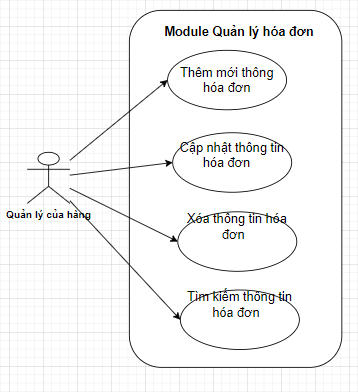 Module Quản lý hóa đơn
Thêm mới thông
hóa đơn
Cập nhật thông tin
hóa đơn
Quản lý của hàng
Xóa thông tin hóa
đơn
Tìm kiếm thông tin
hóa đơn